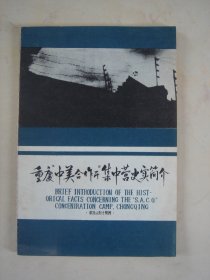 重庆中美合作所集中营史实简介
BRIEF INTRODUCTION OF THE HIST-
ORICAL FACTS CONCERNING THE "S.A.C.O"
CONCENTRATION CAMP, CHONGQING